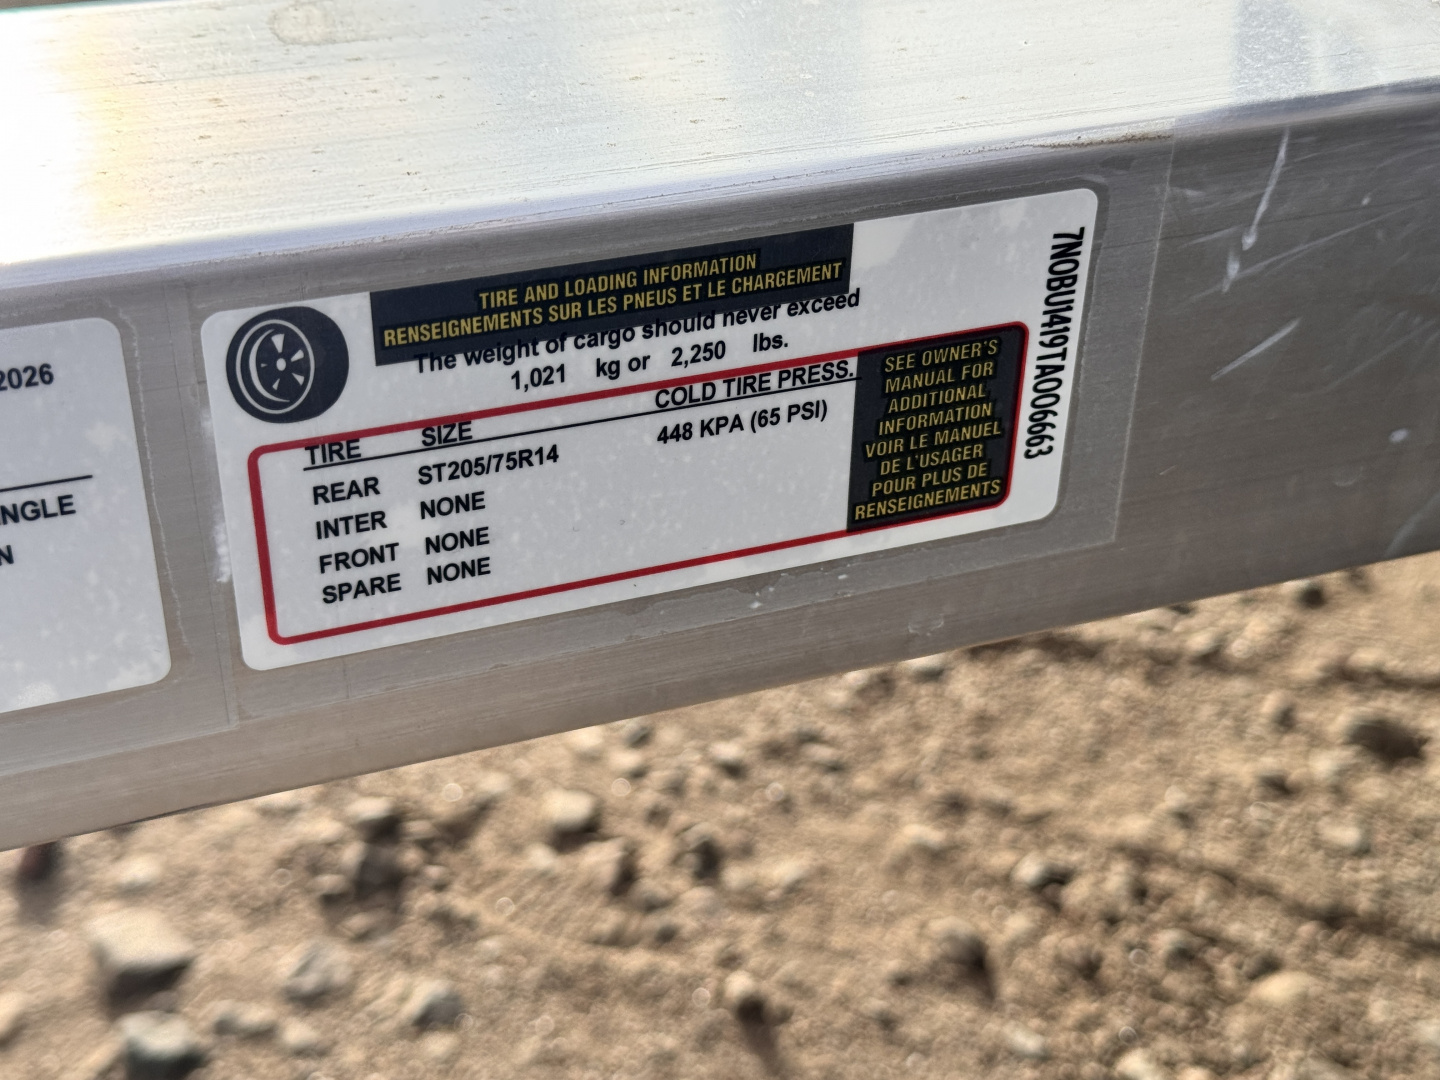 2026
NGLE
N
TIRE AND LOADING INFORMATION
RENSEIGNEMENTS SUR LES PNEUS ET LE CHARGEMENT
The weight of cargo should never exceed
1,021 kg or 2,250 lbs.
TIRE SIZE COLD TIRE PRESS.
REAR ST205/75R14 448 KPA (65 PSI)
INTER NONE
FRONT NONE
SPARE NONE
SEE OWNER'S
MANUAL FOR
ADDITIONAL
INFORMATION
VOIR LE MANUEL
DE L'USAGER
POUR PLUS DE
RENSEIGNEMENTS
7NOBU1419TA006663